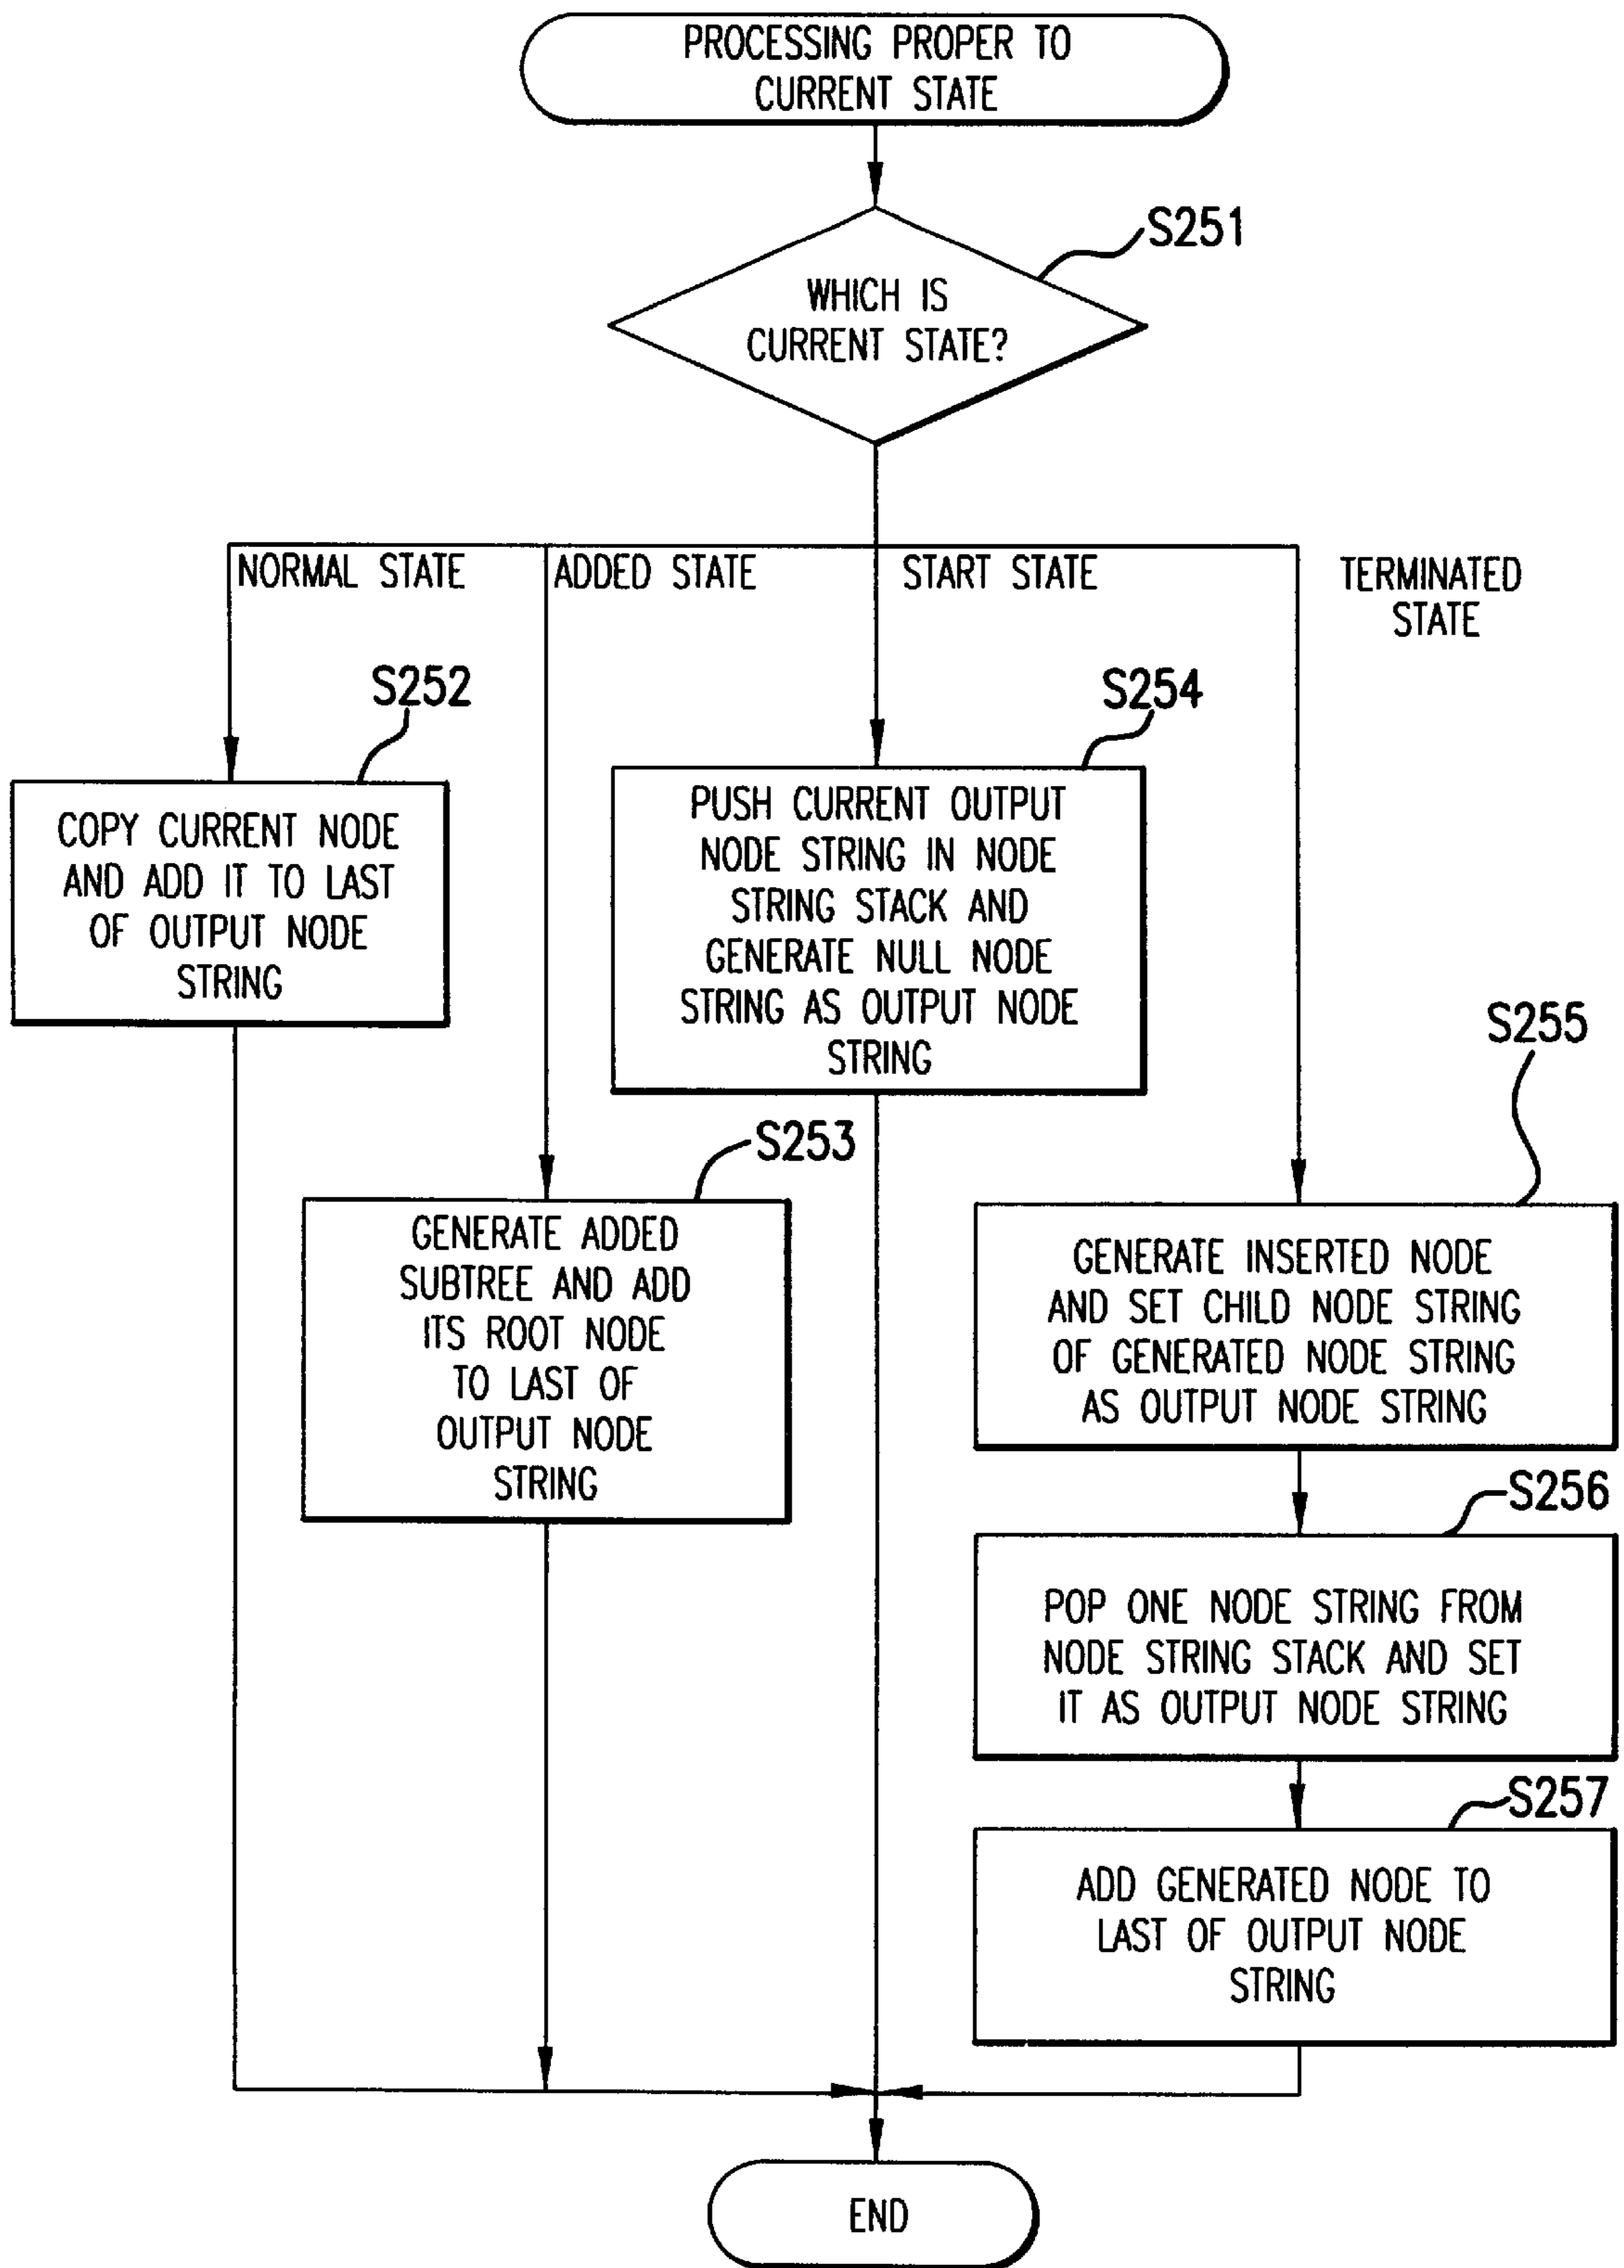 PROCESSING PROPER TO
CURRENT STATE
S251
WHICH IS
CURRENT STATE?
NORMAL STATE
ADDED STATE
START STATE
TERMINATED
STATE
S252
COPY CURRENT NODE
AND ADD IT TO LAST
OF OUTPUT NODE
STRING
S254
PUSH CURRENT OUTPUT
NODE STRING IN NODE
STRING STACK AND
GENERATE NULL NODE
STRING AS OUTPUT NODE
STRING
S253
GENERATE ADDED
SUBTREE AND ADD
ITS ROOT NODE
TO LAST OF
OUTPUT NODE
STRING
S255
GENERATE INSERTED NODE
AND SET CHILD NODE STRING
OF GENERATED NODE STRING
AS OUTPUT NODE STRING
S256
POP ONE NODE STRING FROM
NODE STRING STACK AND SET
IT AS OUTPUT NODE STRING
S257
ADD GENERATED NODE TO
LAST OF OUTPUT NODE
STRING
END